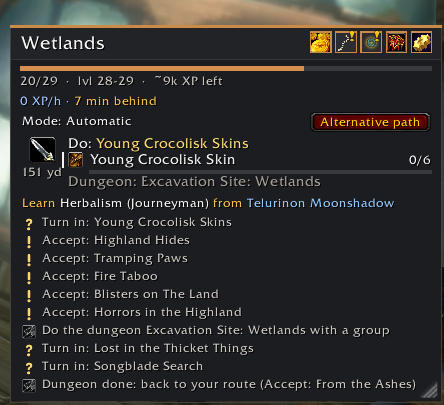 Wetlands
20/29 · lvl 28-29 · ~9k XP left
0 XP/h · 7 min behind
Mode: Automatic
Alternative path
Do: Young Crocolisk Skins
Young Crocolisk Skin 0/6
151 yd
Dungeon: Excavation Site: Wetlands
Learn Herbalism (Journeyman) from Telurinon Moonshadow
? Turn in: Young Crocolisk Skins
! Accept: Highland Hides
! Accept: Tramping Paws
! Accept: Fire Taboo
! Accept: Blisters on The Land
! Accept: Horrors in the Highland
Do the dungeon Excavation Site: Wetlands with a group
? Turn in: Lost in the Thicket Things
? Turn in: Songblade Search
Dungeon done: back to your route (Accept: From the Ashes)